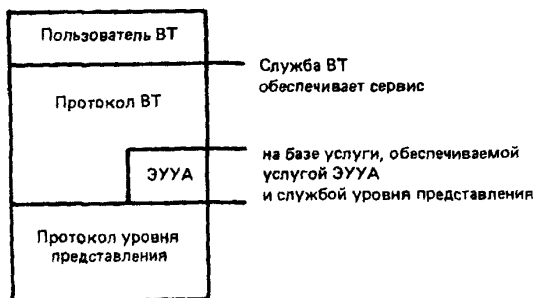 Пользователь ВТ
Служба ВТ
обеспечивает сервис
Протокол ВТ
на базе услуги, обеспечиваемой
услугой ЭУУА
и службой уровня представления
ЭУУА
Протокол уровня
представления